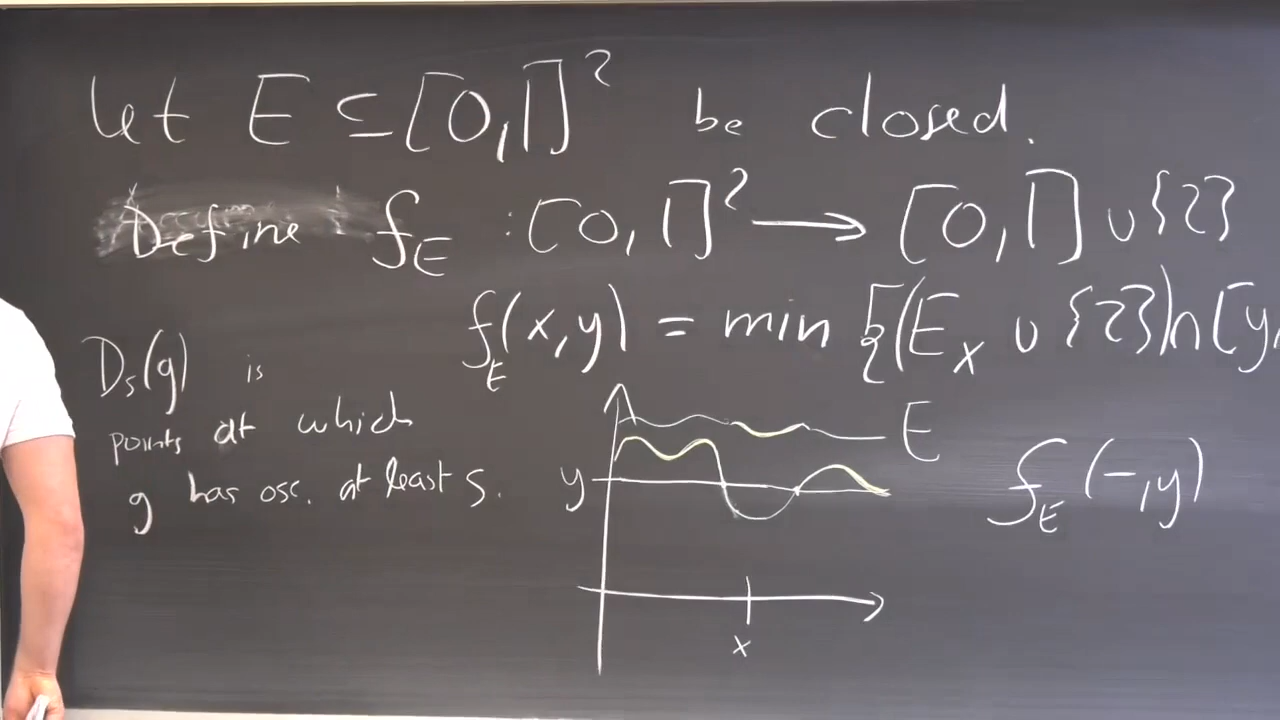 Let E ⊆ [0,1]² be closed.
Define f_E : [0,1]² → [0,1] ∪ {2}
f_E(x,y) = min {(E_x ∪ {2}) ∩ [y,
D_s(g) is
points at which
g has osc. at least s.
E
y
f_E(-,y)
x